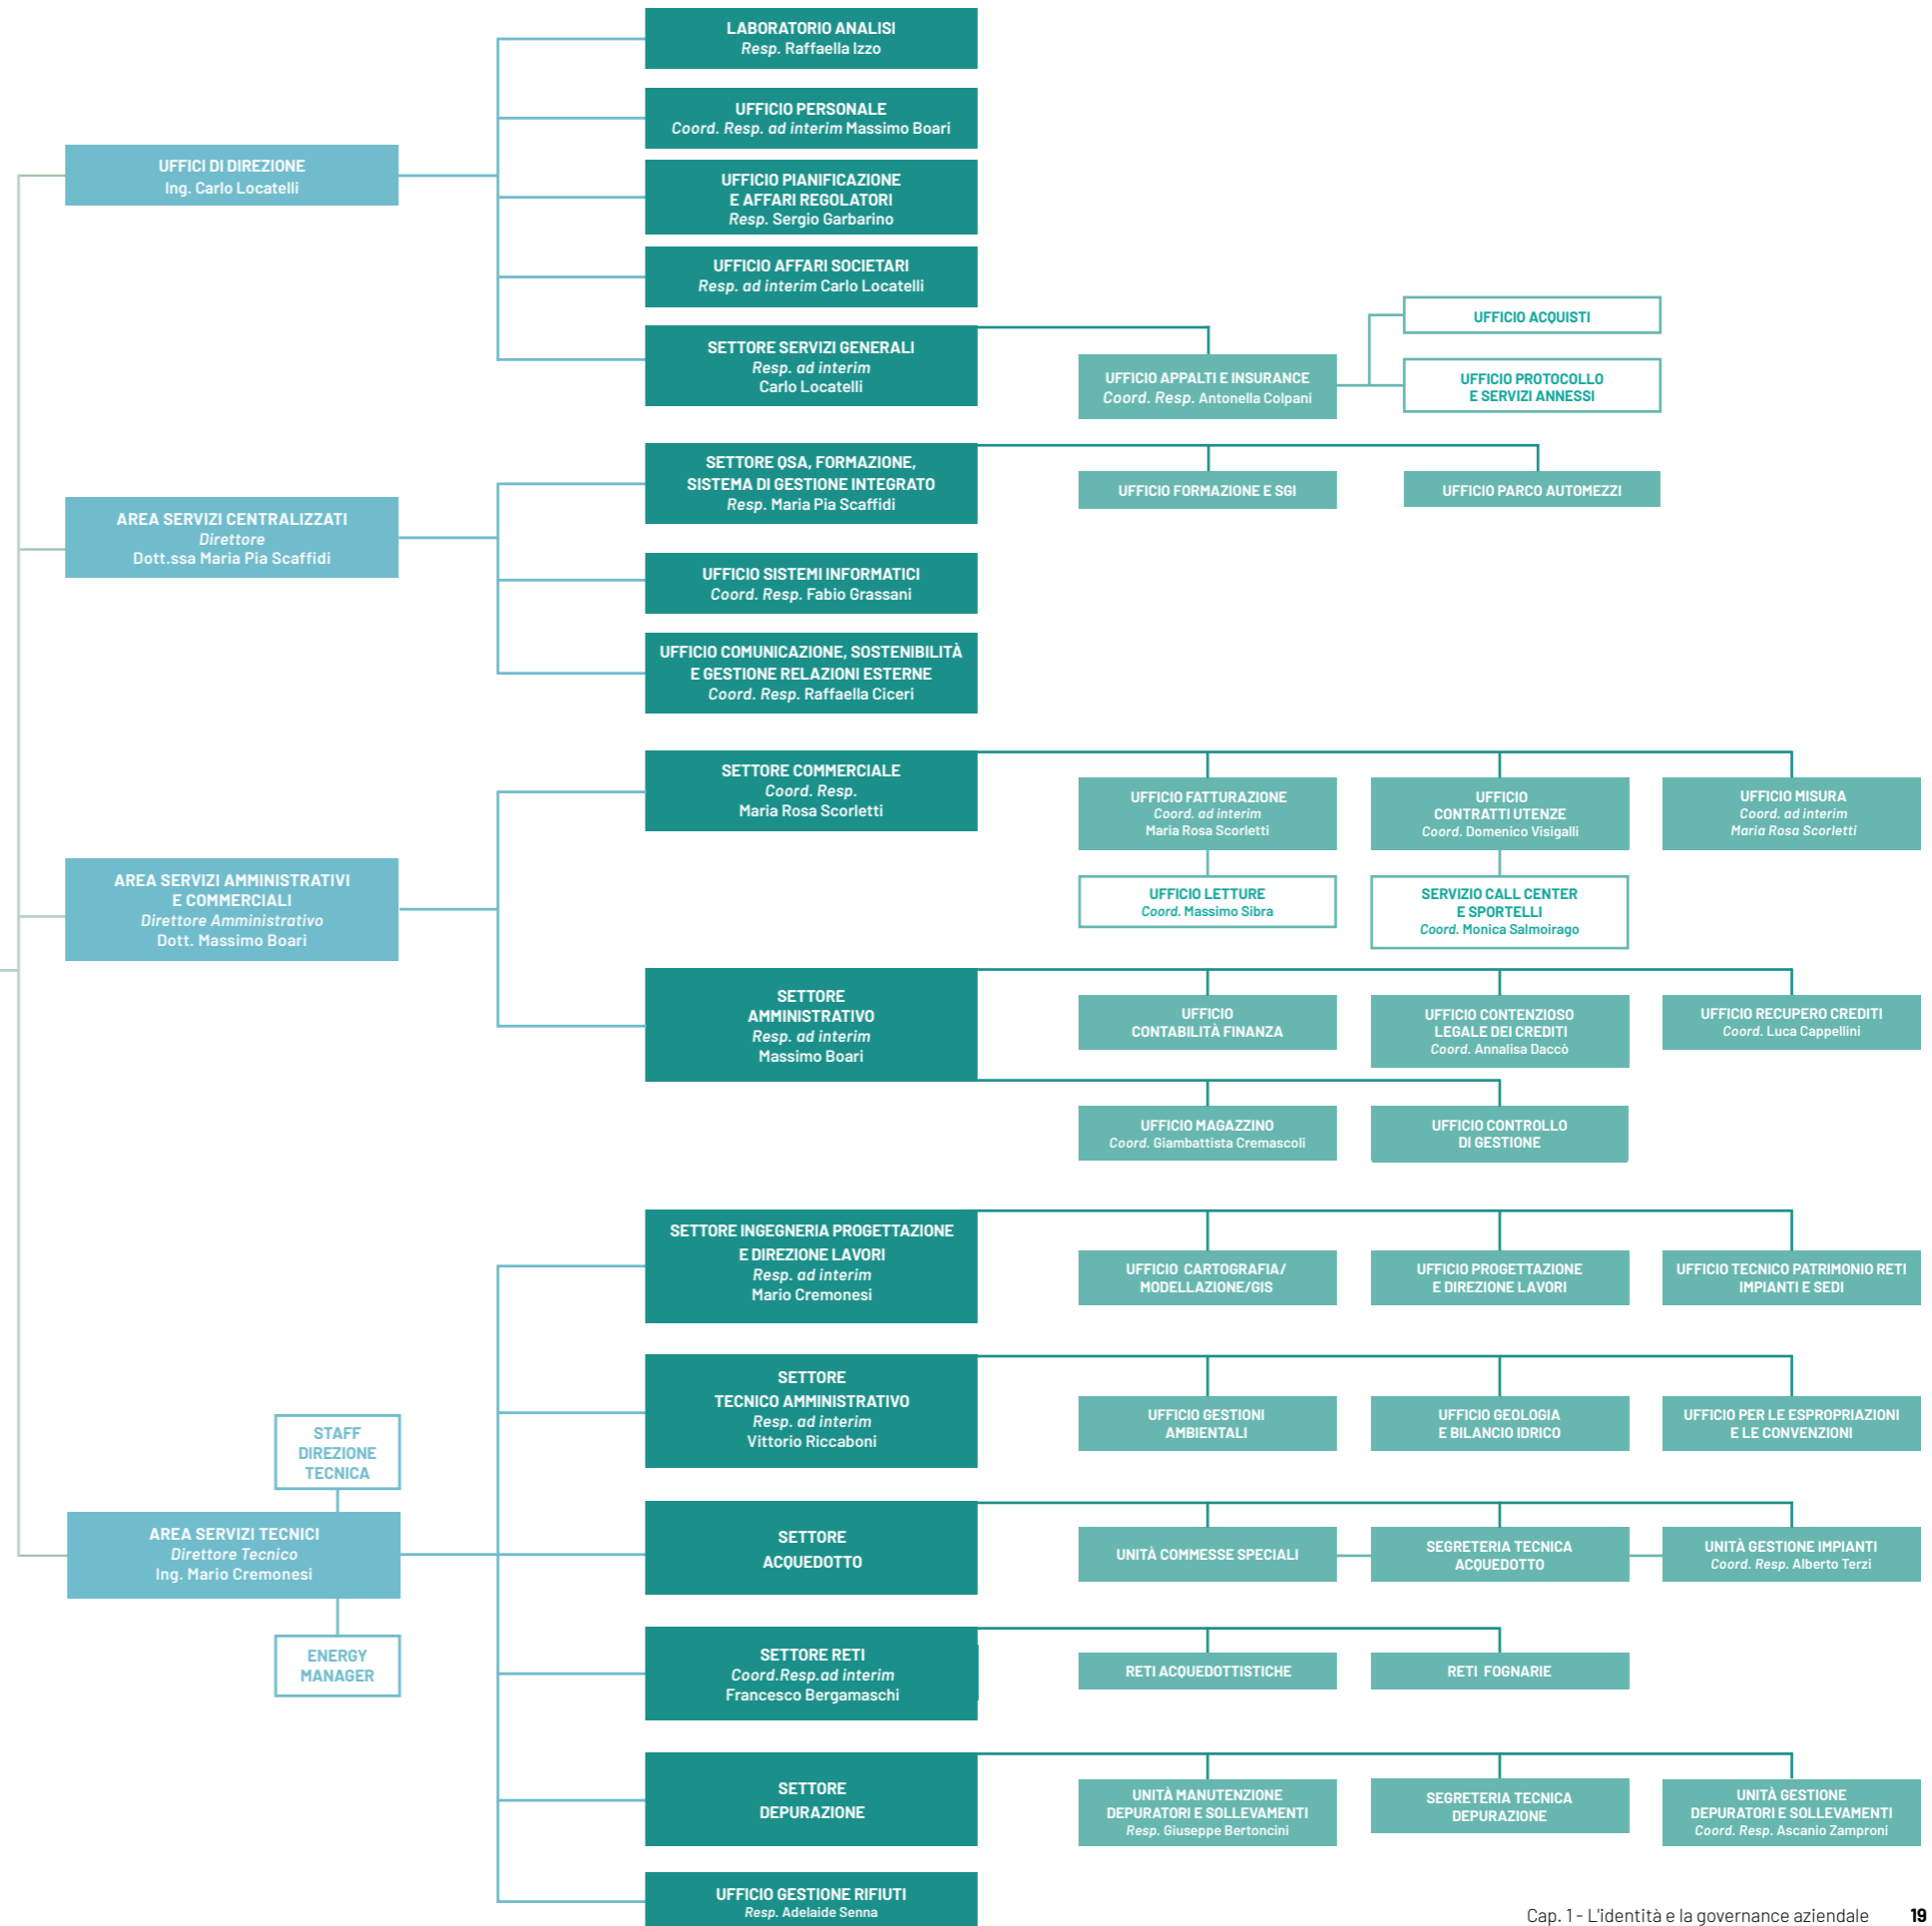 LABORATORIO ANALISI
Resp. Raffaella Izzo
UFFICIO PERSONALE
Coord. Resp. ad interim Massimo Boari
UFFICIO PIANIFICAZIONE
E AFFARI REGOLATORI
Resp. Sergio Garbarino
UFFICI DI DIREZIONE
Ing. Carlo Locatelli
UFFICIO AFFARI SOCIETARI
Resp. ad interim Carlo Locatelli
SETTORE SERVIZI GENERALI
Resp. ad interim
Carlo Locatelli
UFFICIO APPALTI E INSURANCE
Coord. Resp. Antonella Colpani
UFFICIO ACQUISTI
UFFICIO PROTOCOLLO
E SERVIZI ANNESSI
AREA SERVIZI CENTRALIZZATI
Direttore
Dott.ssa Maria Pia Scaffidi
SETTORE QSA, FORMAZIONE,
SISTEMA DI GESTIONE INTEGRATO
Resp. Maria Pia Scaffidi
UFFICIO FORMAZIONE E SGI
UFFICIO PARCO AUTOMEZZI
UFFICIO SISTEMI INFORMATICI
Coord. Resp. Fabio Grassani
UFFICIO COMUNICAZIONE, SOSTENIBILITÀ
E GESTIONE RELAZIONI ESTERNE
Coord. Resp. Raffaella Ciceri
AREA SERVIZI AMMINISTRATIVI
E COMMERCIALI
Direttore Amministrativo
Dott. Massimo Boari
SETTORE COMMERCIALE
Coord. Resp.
Maria Rosa Scorletti
UFFICIO FATTURAZIONE
Coord. ad interim
Maria Rosa Scorletti
UFFICIO
CONTRATTI UTENZE
Coord. Domenico Visigalli
UFFICIO MISURA
Coord. ad interim
Maria Rosa Scorletti
UFFICIO LETTURE
Coord. Massimo Sibra
SERVIZIO CALL CENTER
E SPORTELLI
Coord. Monica Salmoirago
SETTORE
AMMINISTRATIVO
Resp. ad interim
Massimo Boari
UFFICIO
CONTABILITÀ FINANZA
UFFICIO CONTENZIOSO
LEGALE DEI CREDITI
Coord. Annalisa Daccò
UFFICIO RECUPERO CREDITI
Coord. Luca Cappellini
UFFICIO MAGAZZINO
Coord. Giambattista Cremascoli
UFFICIO CONTROLLO
DI GESTIONE
STAFF
DIREZIONE
TECNICA
AREA SERVIZI TECNICI
Direttore Tecnico
Ing. Mario Cremonesi
ENERGY
MANAGER
SETTORE INGEGNERIA PROGETTAZIONE
E DIREZIONE LAVORI
Resp. ad interim
Mario Cremonesi
UFFICIO CARTOGRAFIA/
MODELLAZIONE/GIS
UFFICIO PROGETTAZIONE
E DIREZIONE LAVORI
UFFICIO TECNICO PATRIMONIO RETI
IMPIANTI E SEDI
SETTORE
TECNICO AMMINISTRATIVO
Resp. ad interim
Vittorio Riccaboni
UFFICIO GESTIONI
AMBIENTALI
UFFICIO GEOLOGIA
E BILANCIO IDRICO
UFFICIO PER LE ESPROPRIAZIONI
E LE CONVENZIONI
SETTORE
ACQUEDOTTO
UNITÀ COMMESSE SPECIALI
SEGRETERIA TECNICA
ACQUEDOTTO
UNITÀ GESTIONE IMPIANTI
Coord. Resp. Alberto Terzi
SETTORE RETI
Coord.Resp.ad interim
Francesco Bergamaschi
RETI ACQUEDOTTISTICHE
RETI FOGNARIE
SETTORE
DEPURAZIONE
UNITÀ MANUTENZIONE
DEPURATORI E SOLLEVAMENTI
Resp. Giuseppe Bertoncini
SEGRETERIA TECNICA
DEPURAZIONE
UNITÀ GESTIONE
DEPURATORI E SOLLEVAMENTI
Coord. Resp. Ascanio Zamproni
UFFICIO GESTIONE RIFIUTI
Resp. Adelaide Senna
Cap. 1 - L'identità e la governance aziendale 19